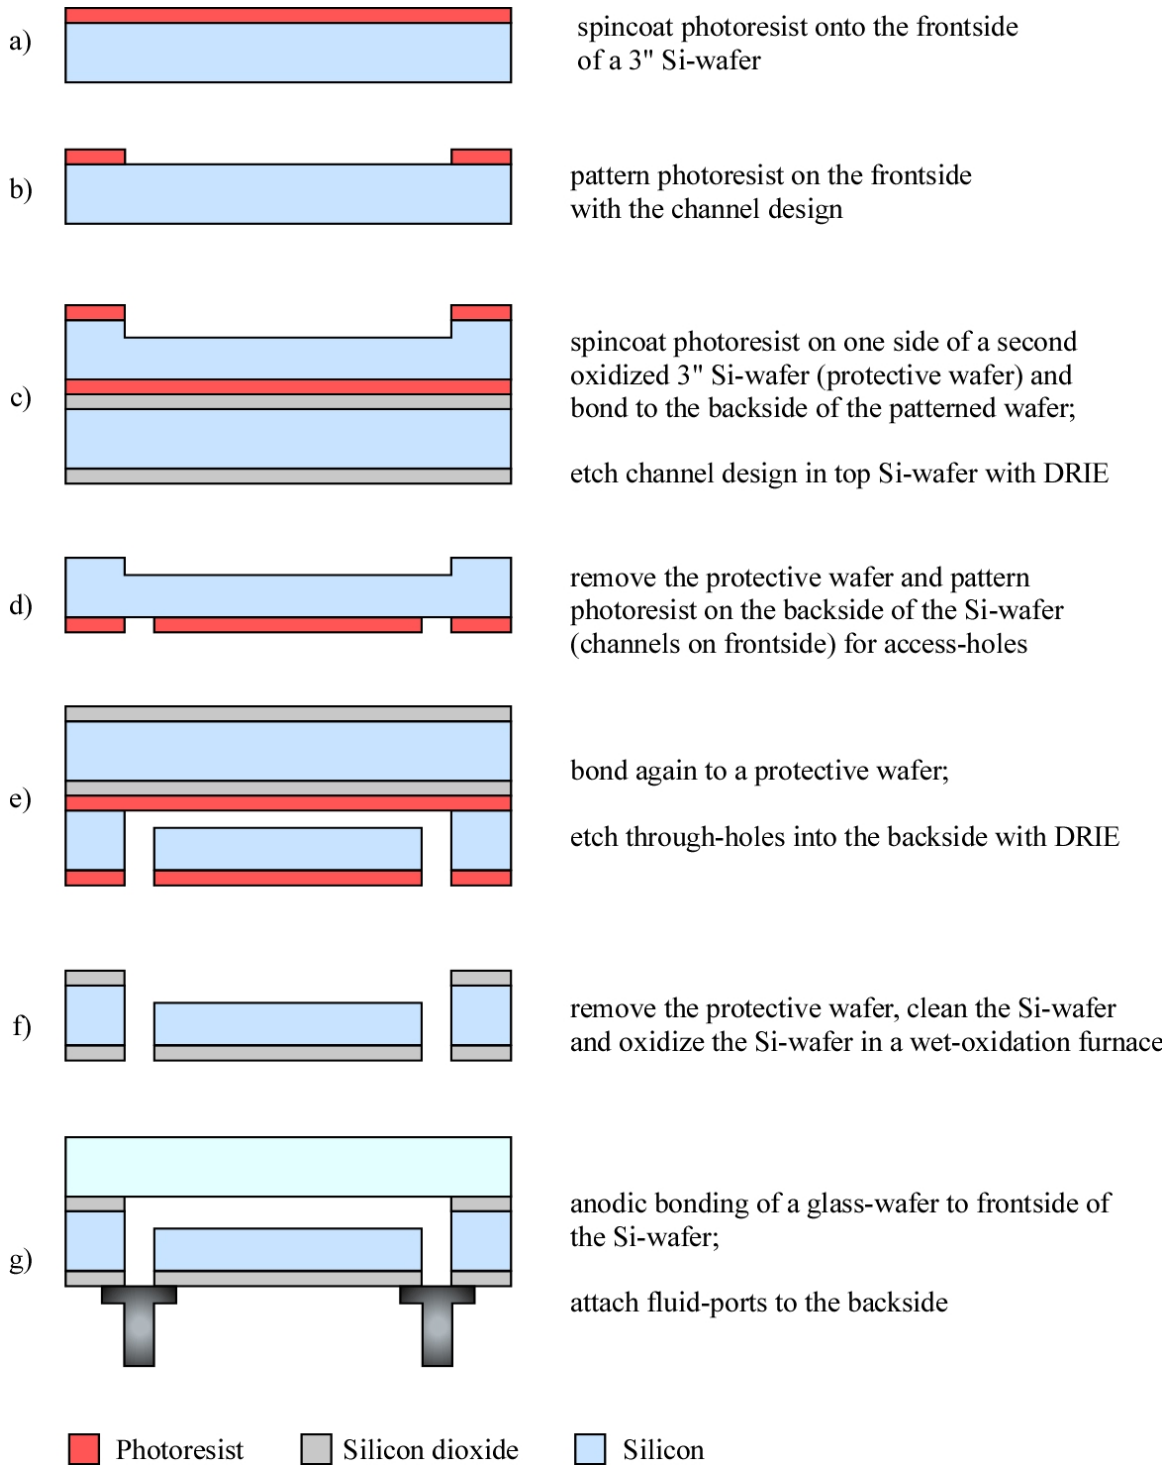 a)
spincoat photoresist onto the frontside
of a 3" Si-wafer
b)
pattern photoresist on the frontside
with the channel design
c)
spincoat photoresist on one side of a second
oxidized 3" Si-wafer (protective wafer) and
bond to the backside of the patterned wafer;
etch channel design in top Si-wafer with DRIE
d)
remove the protective wafer and pattern
photoresist on the backside of the Si-wafer
(channels on frontside) for access-holes
e)
bond again to a protective wafer;
etch through-holes into the backside with DRIE
f)
remove the protective wafer, clean the Si-wafer
and oxidize the Si-wafer in a wet-oxidation furnace
g)
anodic bonding of a glass-wafer to frontside of
the Si-wafer;
attach fluid-ports to the backside
Photoresist Silicon dioxide Silicon